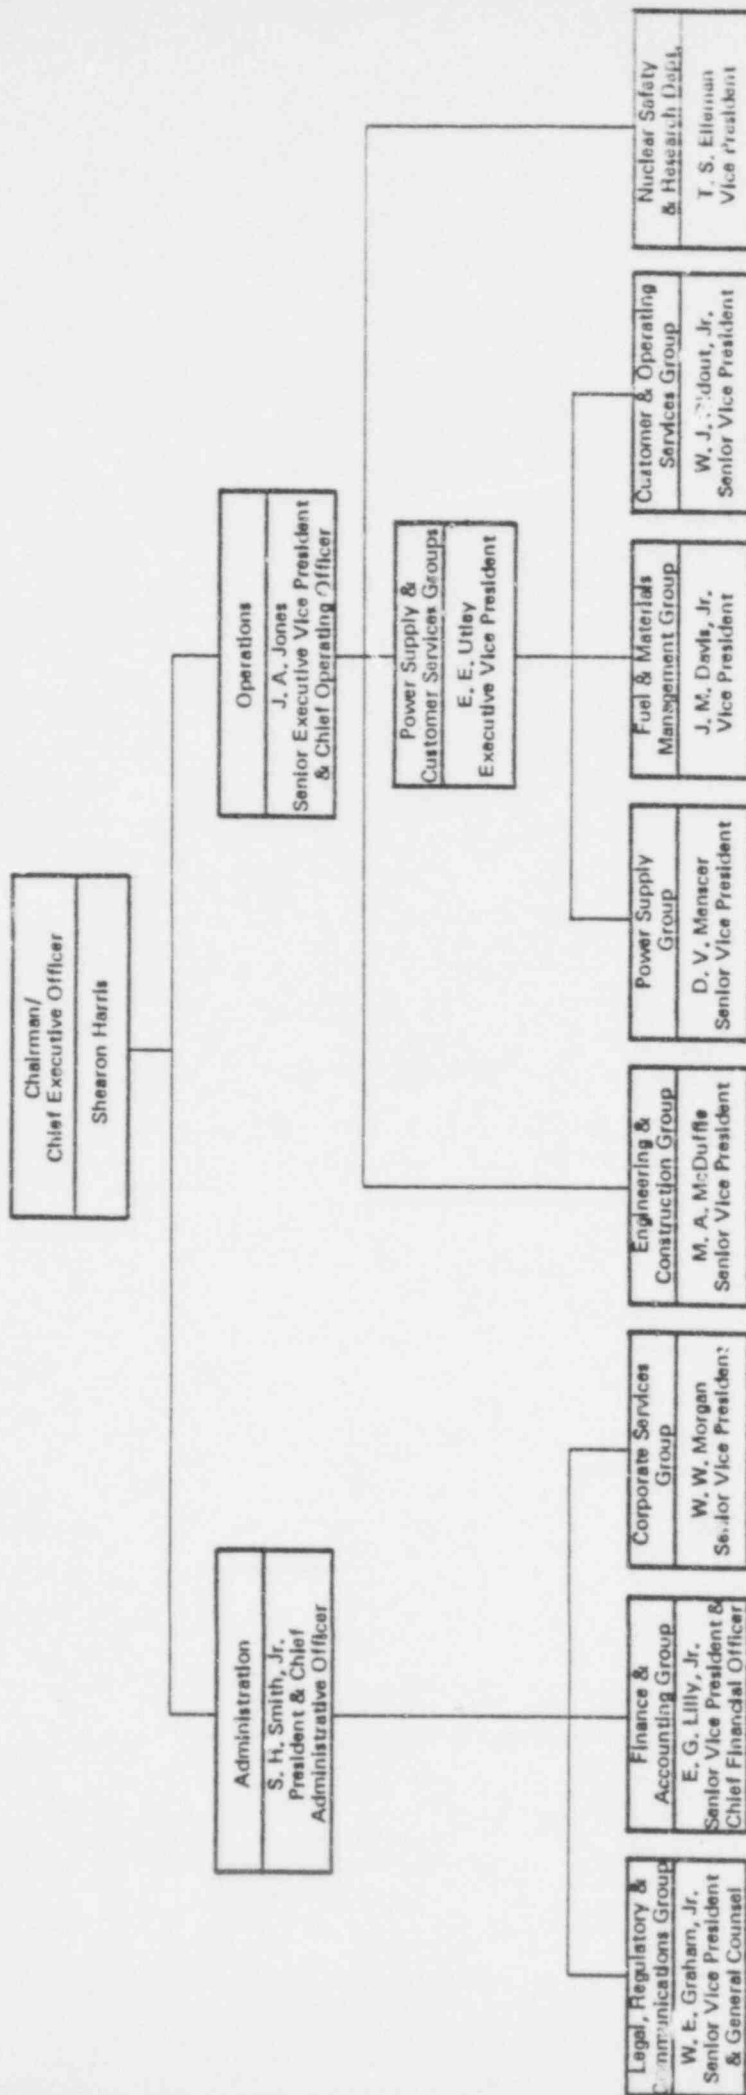 Chairman/
Chief Executive Officer
Shearon Harris
Administration
S. H. Smith, Jr.
President & Chief
Administrative Officer
Operations
J. A. Jones
Senior Executive Vice President
& Chief Operating Officer
Power Supply &
Customer Services Groups
E. E. Utley
Executive Vice President
Legal, Regulatory &
Communications Group
W. E. Graham, Jr.
Senior Vice President
& General Counsel
Finance &
Accounting Group
E. G. Lilly, Jr.
Senior Vice President &
Chief Financial Officer
Corporate Services
Group
W. W. Morgan
Senior Vice President
Engineering &
Construction Group
M. A. McDuffie
Senior Vice President
Power Supply
Group
D. V. Menscer
Senior Vice President
Fuel & Materials
Management Group
J. M. Davis, Jr.
Vice President
Customer & Operating
Services Group
W. J. Jr.
Senior Vice President
Nuclear Safety
& Research Dept.
T. S. Elleman
Vice President